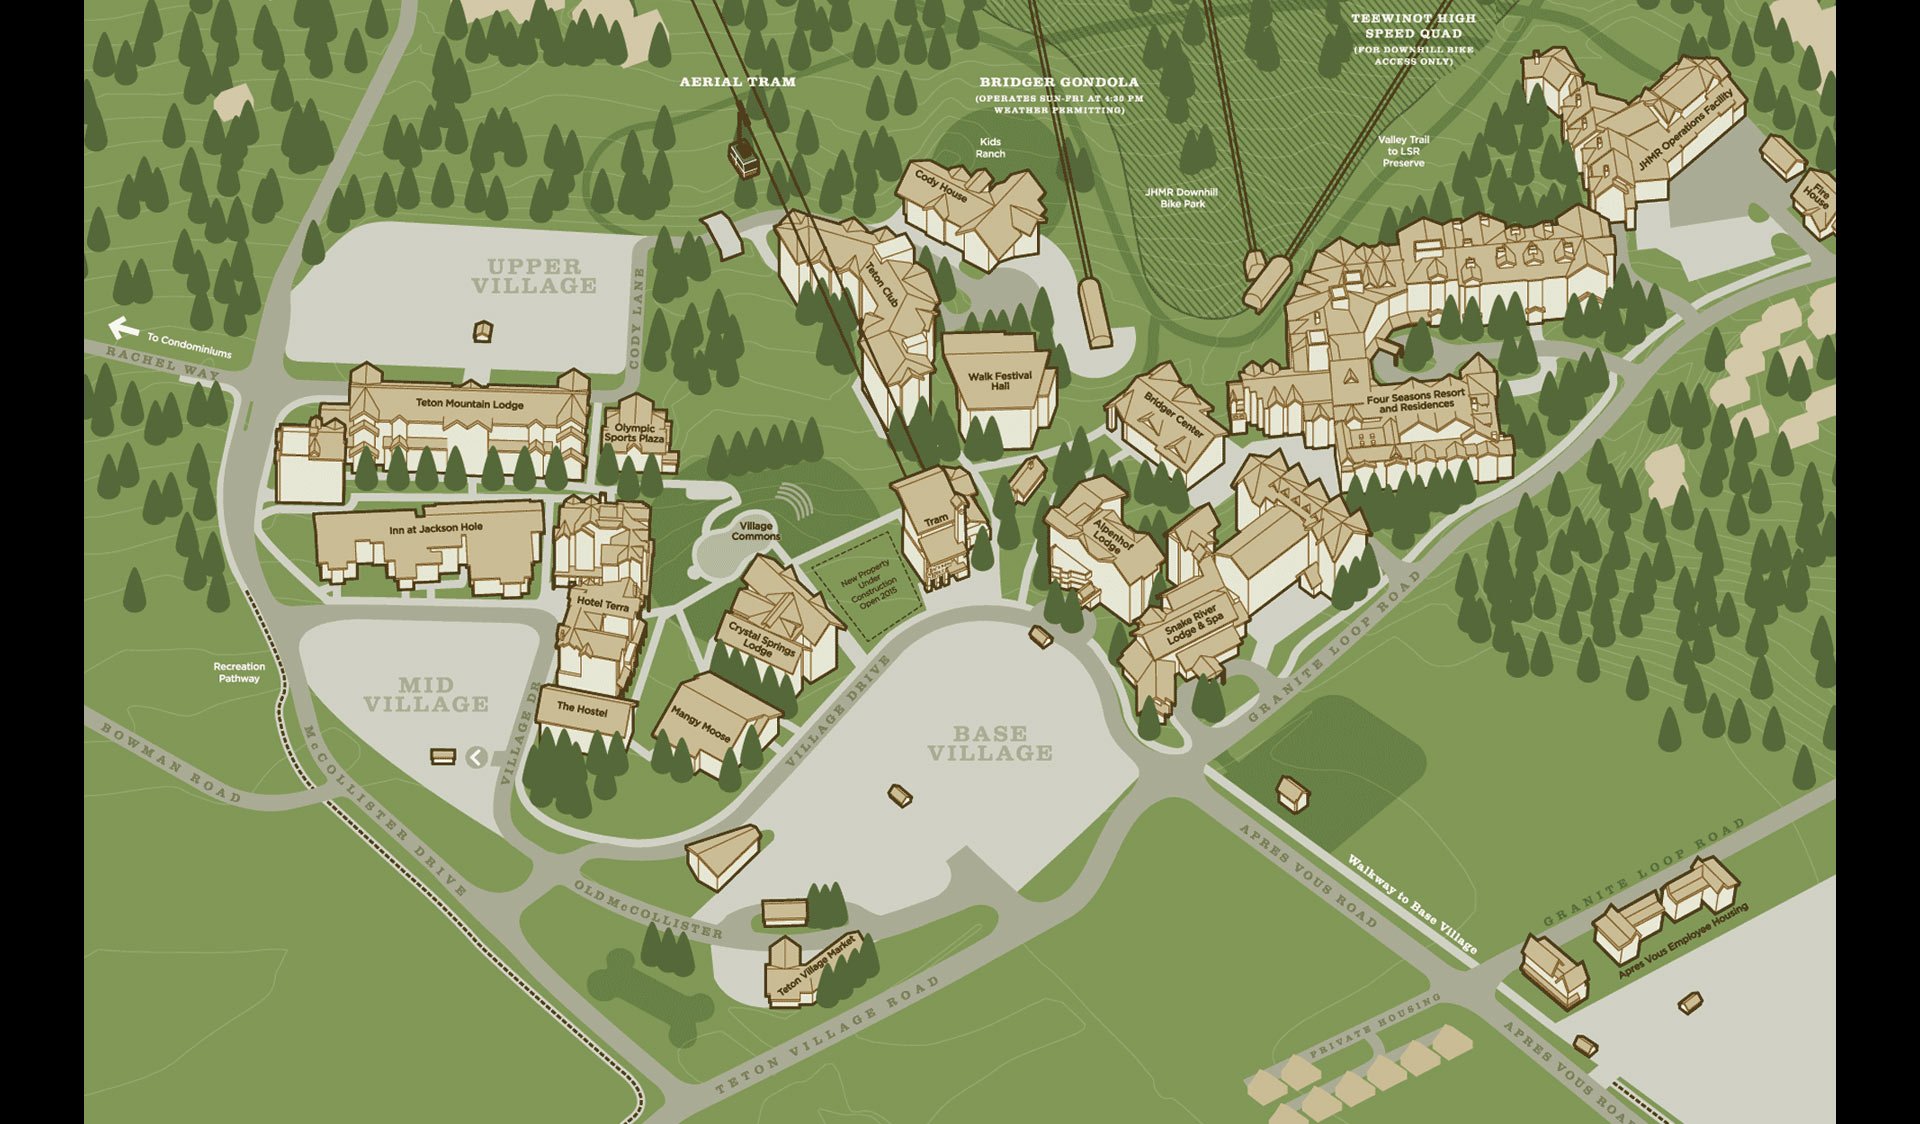 TEEWINOT HIGH
SPEED QUAD
(FOR DOWNHILL BIKE
ACCESS ONLY)
AERIAL TRAM
BRIDGER GONDOLA
(OPERATES SUN-FRI AT 4:30 PM
WEATHER PERMITTING)
Kids
Ranch
Cody House
JHMR Downhill
Bike Park
Valley Trail
to LSR
Preserve
JHMR Operations Facility
Fire
House
UPPER
VILLAGE
CODY LANE
Teton Club
To Condominiums
RACHEL WAY
Teton Mountain Lodge
Olympic
Sports Plaza
Walk Festival
Hall
Bridger Center
Four Seasons Resort
and Residences
Inn at Jackson Hole
Village
Commons
Tram
Alpenhof
Lodge
New Property
Under
Construction
Open 2015
Hotel Terra
Crystal Springs
Lodge
Snake River
Lodge & Spa
GRANITE LOOP ROAD
Recreation
Pathway
MID
VILLAGE
VILLAGE DR
The Hostel
Mangy Moose
VILLAGE DRIVE
BASE
VILLAGE
BOWMAN ROAD
McCOLLISTER DRIVE
OLD McCOLLISTER
Teton Village Market
TETON VILLAGE ROAD
APRES VOUS ROAD
Walkway to Base Village
GRANITE LOOP ROAD
Apres Vous Employee Housing
PRIVATE HOUSING
APRES VOUS ROAD